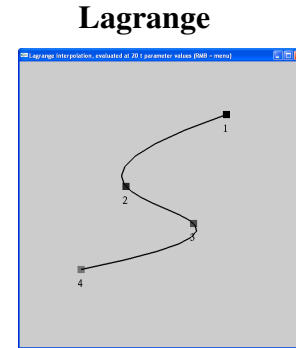 Lagrange
Lagrange interpolation, evaluated at 20 t parameter values (RMB - menu)
1
2
3
4